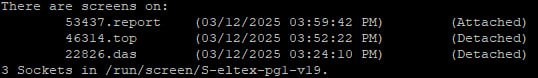 There are screens on:
53437.report (03/12/2025 03:59:42 PM) (Attached)
46314.top (03/12/2025 03:52:22 PM) (Detached)
22826.das (03/12/2025 03:24:10 PM) (Detached)
3 Sockets in /run/screen/S-eltex-pg1-v19.